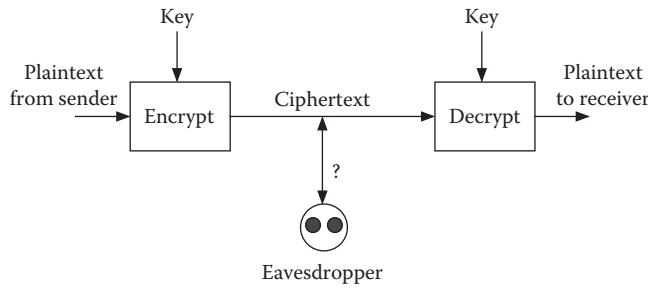 Key
Key
Plaintext
from sender
Encrypt
Ciphertext
Decrypt
Plaintext
to receiver
?
Eavesdropper